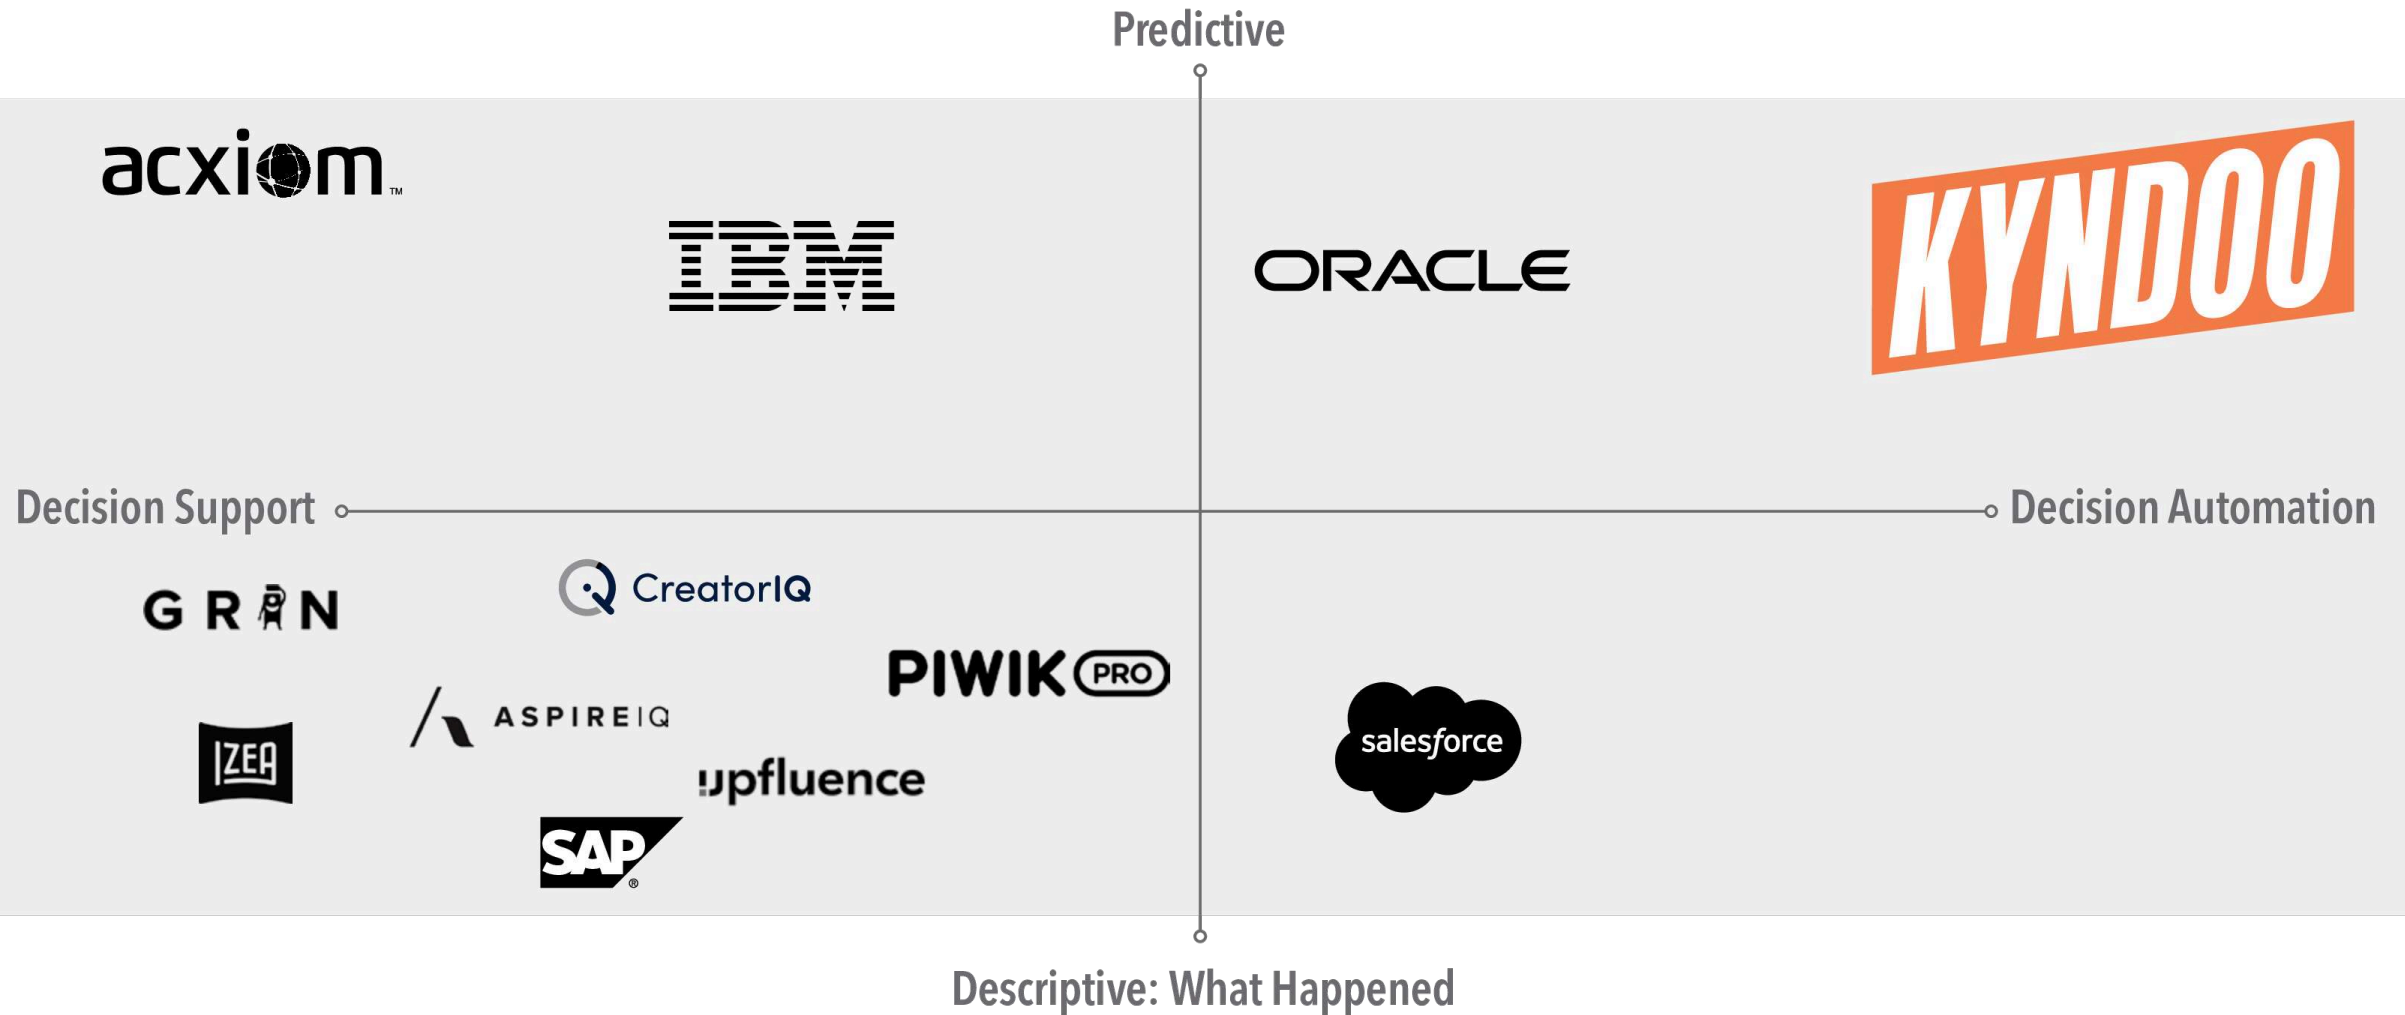 Predictive
acxiom™
IBM
ORACLE
KYNDOO
Decision Support
Decision Automation
GRIN
CreatorIQ
PIWIK PRO
ASPIREIQ
IZEA
salesforce
upfluence
SAP®
Descriptive: What Happened